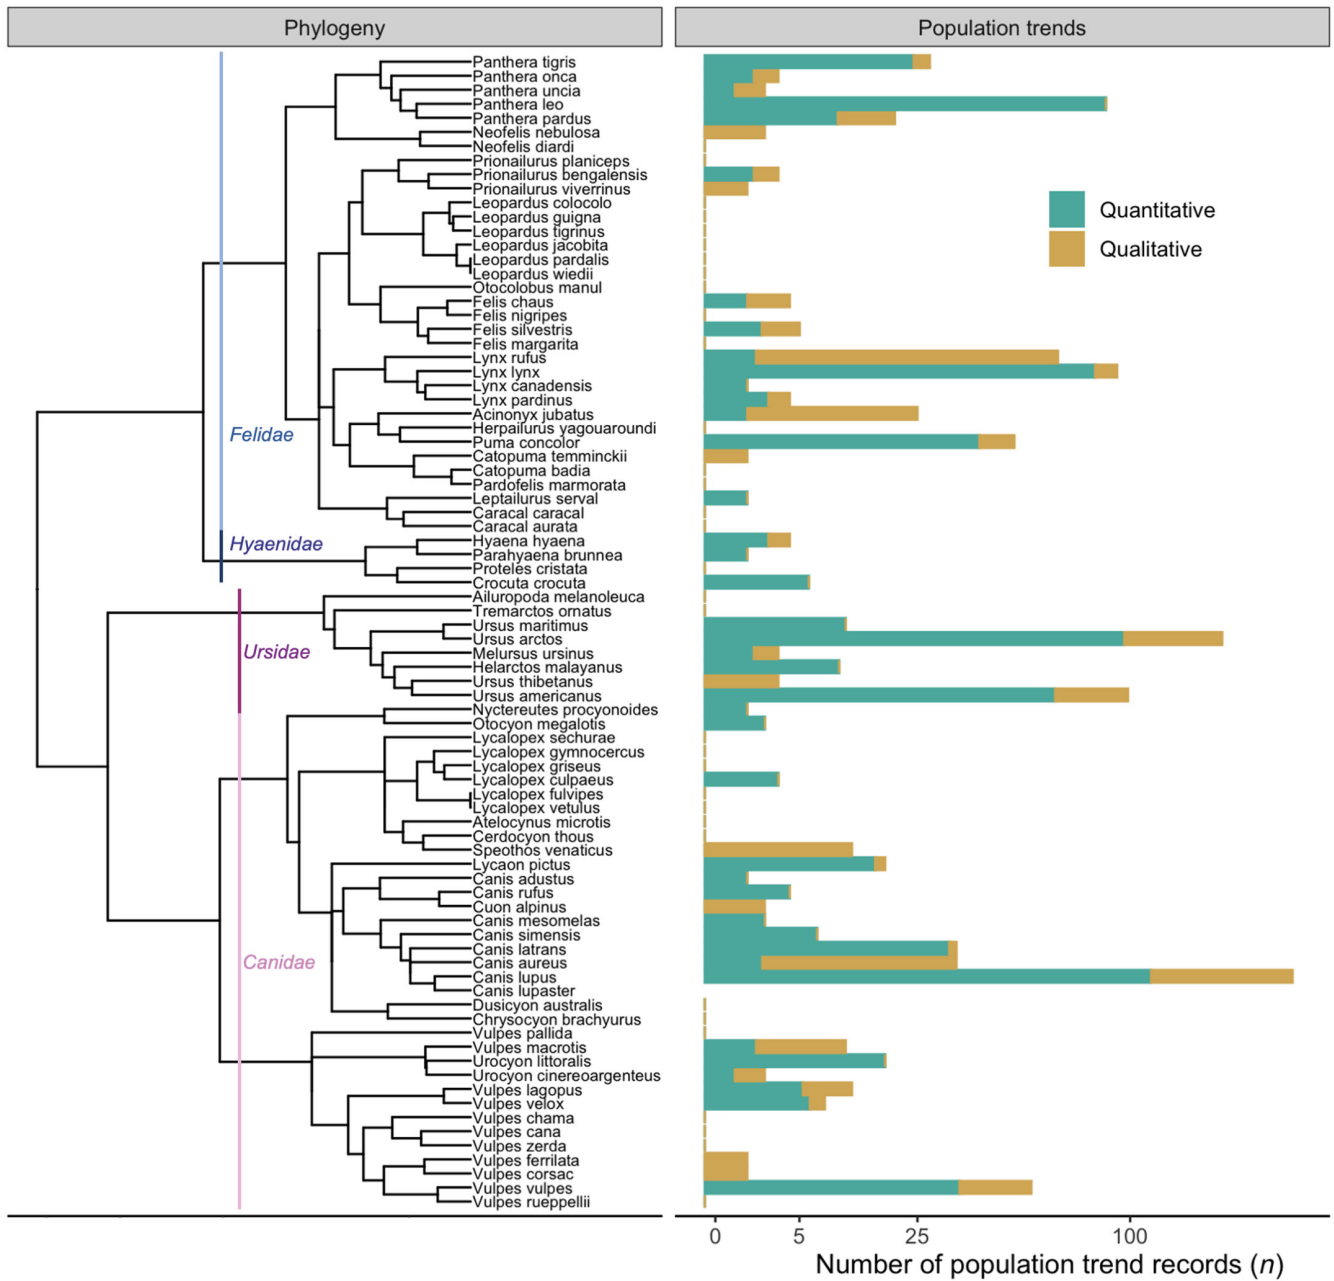 Phylogeny
Population trends
Panthera tigris
Panthera onca
Panthera uncia
Panthera leo
Panthera pardus
Neofelis nebulosa
Neofelis diardi
Prionailurus planiceps
Prionailurus bengalensis
Prionailurus viverrinus
Leopardus colocolo
Leopardus guigna
Leopardus tigrinus
Leopardus jacobita
Leopardus pardalis
Leopardus wiedii
Otocolobus manul
Felis chaus
Felis nigripes
Felis silvestris
Felis margarita
Lynx rufus
Lynx lynx
Lynx canadensis
Lynx pardinus
Acinonyx jubatus
Herpailurus yagouaroundi
Puma concolor
Catopuma temminckii
Catopuma badia
Pardofelis marmorata
Leptailurus serval
Caracal caracal
Caracal aurata
Hyaena hyaena
Parahyaena brunnea
Proteles cristata
Crocuta crocuta
Ailuropoda melanoleuca
Tremarctos ornatus
Ursus maritimus
Ursus arctos
Melursus ursinus
Helarctos malayanus
Ursus thibetanus
Ursus americanus
Nyctereutes procyonoides
Otocyon megalotis
Lycalopex sechurae
Lycalopex gymnocercus
Lycalopex griseus
Lycalopex culpaeus
Lycalopex fulvipes
Lycalopex vetulus
Atelocynus microtis
Cerdocyon thous
Speothos venaticus
Lycaon pictus
Canis adustus
Canis rufus
Cuon alpinus
Canis mesomelas
Canis simensis
Canis latrans
Canis aureus
Canis lupus
Canis lupaster
Dusicyon australis
Chrysocyon brachyurus
Vulpes pallida
Vulpes macrotis
Urocyon littoralis
Urocyon cinereoargenteus
Vulpes lagopus
Vulpes velox
Vulpes chama
Vulpes cana
Vulpes zerda
Vulpes ferrilata
Vulpes corsac
Vulpes vulpes
Vulpes rueppellii
Felidae
Hyaenidae
Ursidae
Canidae
Quantitative
Qualitative
0 5 25 100
Number of population trend records (n)